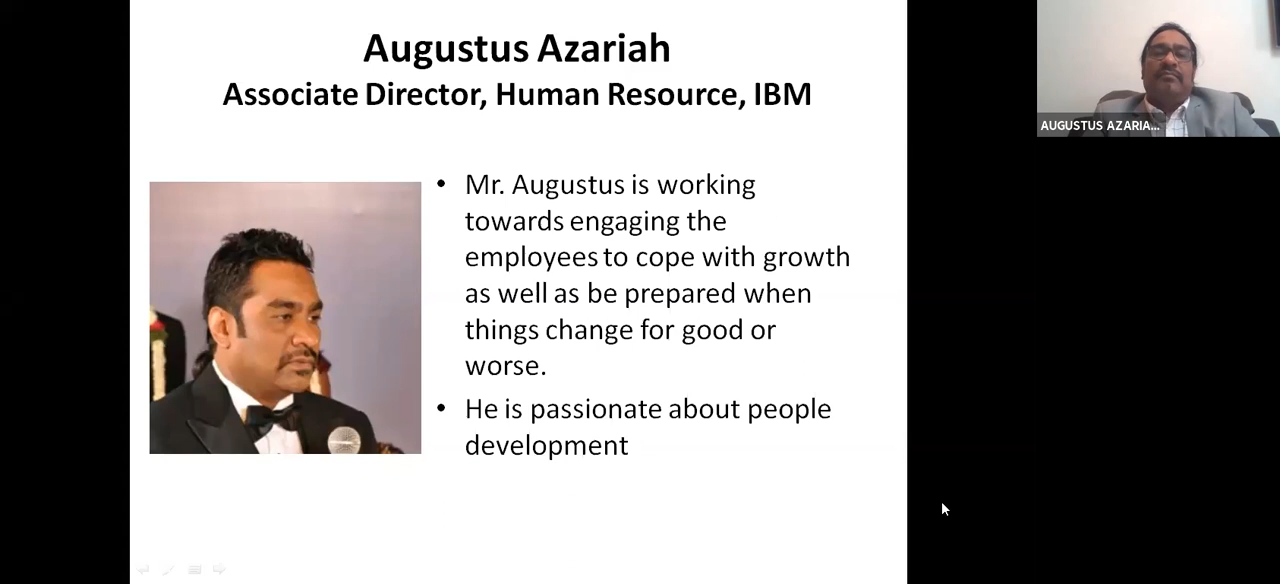 Augustus Azariah
Associate Director, Human Resource, IBM
• Mr. Augustus is working
towards engaging the
employees to cope with growth
as well as be prepared when
things change for good or
worse.
• He is passionate about people
development
AUGUSTUS AZARIA...